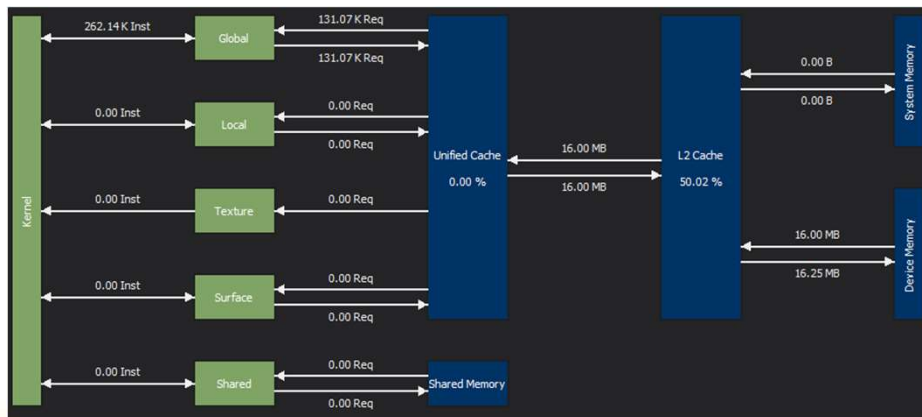 262.14 K Inst
Global
131.07 K Req
131.07 K Req
0.00 Inst
Local
0.00 Req
0.00 Req
0.00 Inst
Texture
0.00 Req
0.00 Inst
Surface
0.00 Req
0.00 Req
0.00 Inst
Shared
0.00 Req
0.00 Req
Kernel
Unified Cache
0.00 %
Shared Memory
16.00 MB
16.00 MB
L2 Cache
50.02 %
0.00 B
0.00 B
System Memory
16.00 MB
16.25 MB
Device Memory